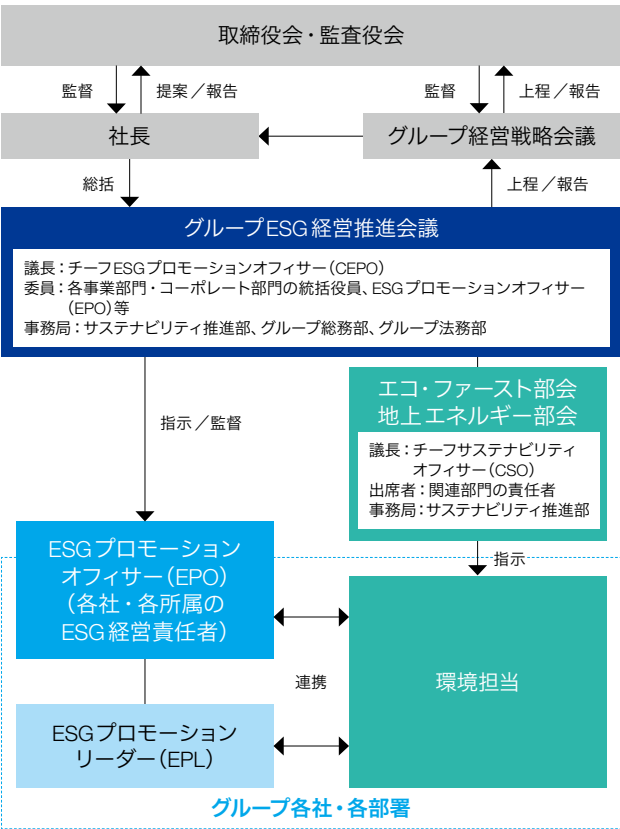 取締役会・監査役会
監督
提案／報告
監督
上程／報告
社長
グループ経営戦略会議
総括
上程／報告
グループESG経営推進会議
議長：チーフESGプロモーションオフィサー（CEPO）
委員：各事業部門・コーポレート部門の統括役員、ESGプロモーションオフィサー
（EPO）等
事務局：サステナビリティ推進部、グループ総務部、グループ法務部
指示／監督
エコ・ファースト部会
地上エネルギー部会
議長：チーフサステナビリティ
オフィサー（CSO）
出席者：関連部門の責任者
事務局：サステナビリティ推進部
指示
ESGプロモーション
オフィサー（EPO）
（各社・各所属の
ESG経営責任者）
連携
環境担当
ESGプロモーション
リーダー（EPL）
グループ各社・各部署